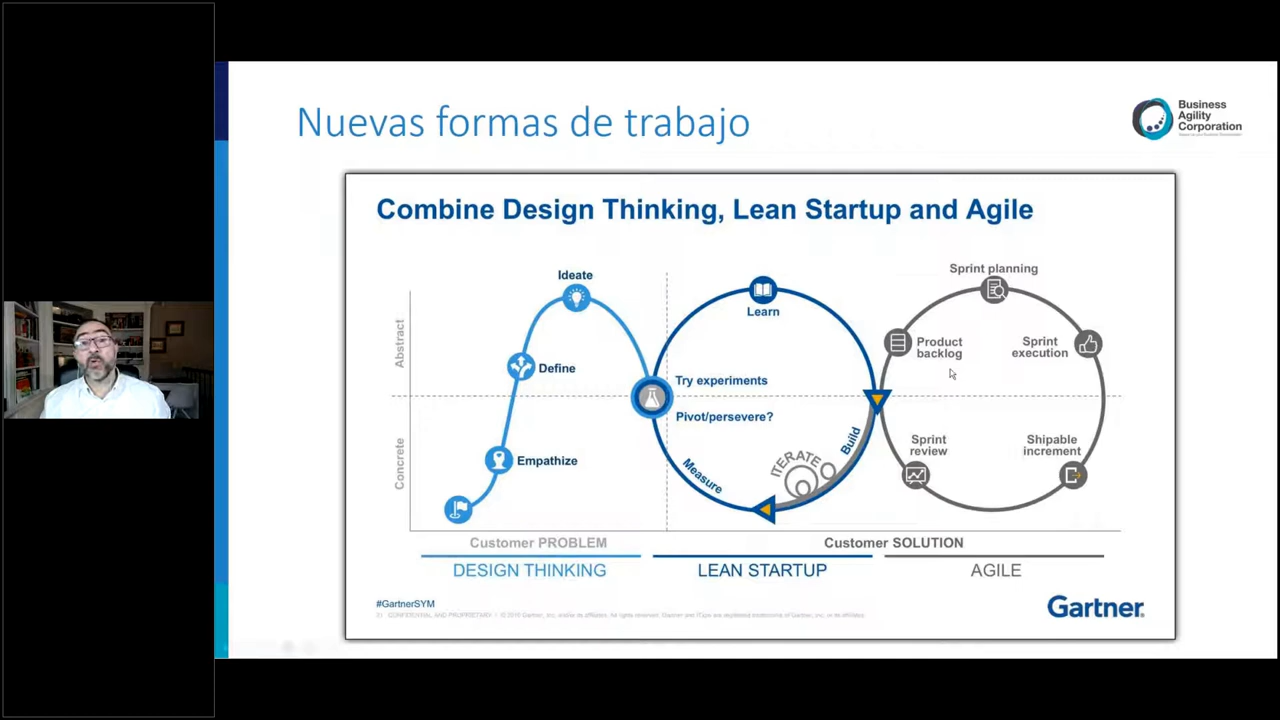 Nuevas formas de trabajo
Business
Agility
Corporation
Combine Design Thinking, Lean Startup and Agile
Ideate
Define
Empathize
Abstract
Concrete
Learn
Try experiments
Pivot/persevere?
Measure
ITERATE
Build
Sprint planning
Product
backlog
Sprint
execution
Sprint
review
Shipable
increment
Customer PROBLEM
Customer SOLUTION
DESIGN THINKING
LEAN STARTUP
AGILE
#GartnerSYM
Gartner